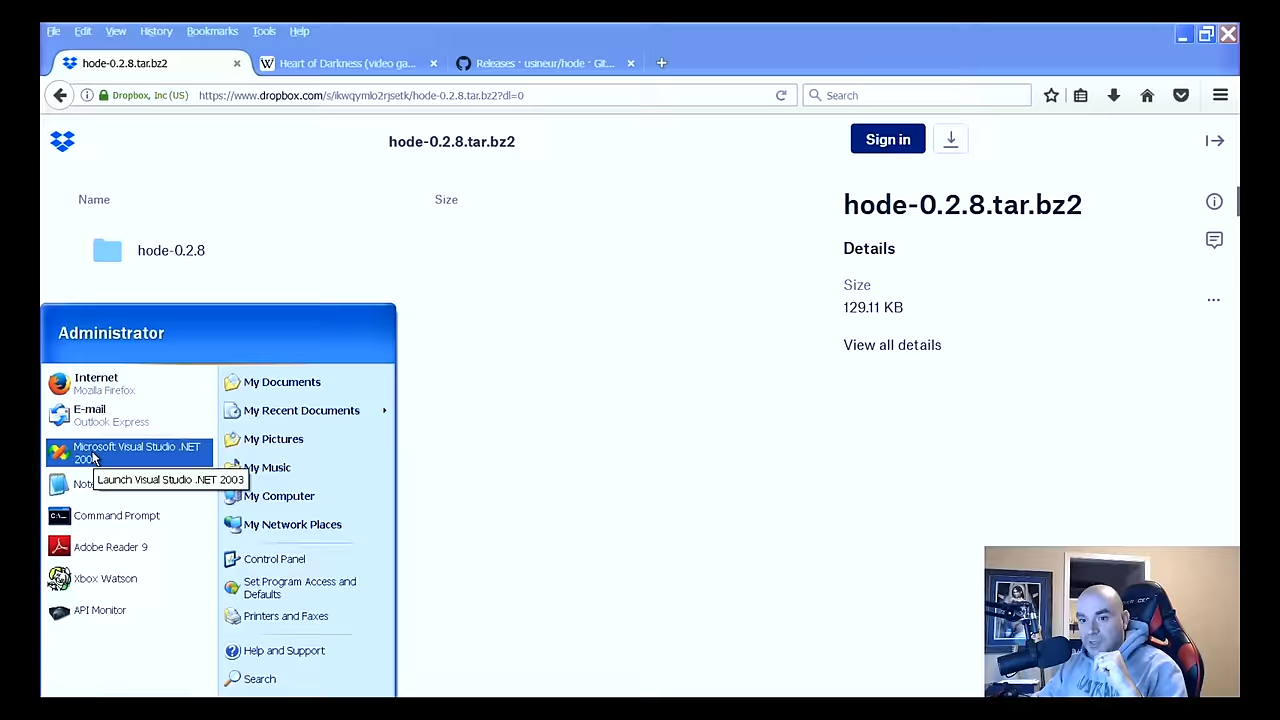 File Edit View History Bookmarks Tools Help
hode-0.2.8.tar.bz2 × Heart of Darkness (video ga... × Releases · usineur/hode · Git... ×
Dropbox, Inc (US) https://www.dropbox.com/s/ikwqymlo2rjsetk/hode-0.2.8.tar.bz2?dl=0 Search
hode-0.2.8.tar.bz2 Sign in
Name Size
hode-0.2.8.tar.bz2
hode-0.2.8
Details
Size
129.11 KB
View all details
Administrator
Internet
Mozilla Firefox
E-mail
Outlook Express
Microsoft Visual Studio .NET
Launch Visual Studio .NET 2003
Command Prompt
Adobe Reader 9
Xbox Watson
API Monitor
My Documents
My Recent Documents
My Pictures
My Music
My Computer
My Network Places
Control Panel
Set Program Access and
Defaults
Printers and Faxes
Help and Support
Search